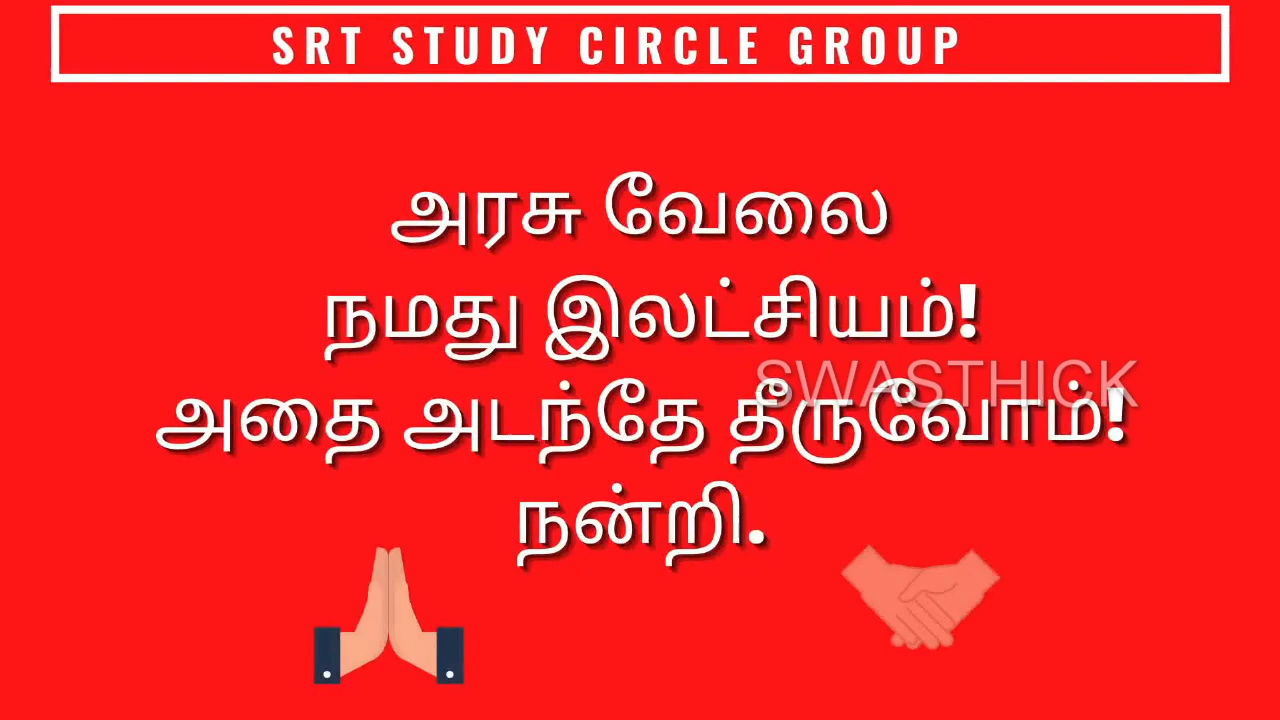 SRT STUDY CIRCLE GROUP
அரசு வேலை
நமது இலட்சியம்!
SWASTHICK
அதை அடந்தே தீருவோம்!
நன்றி.